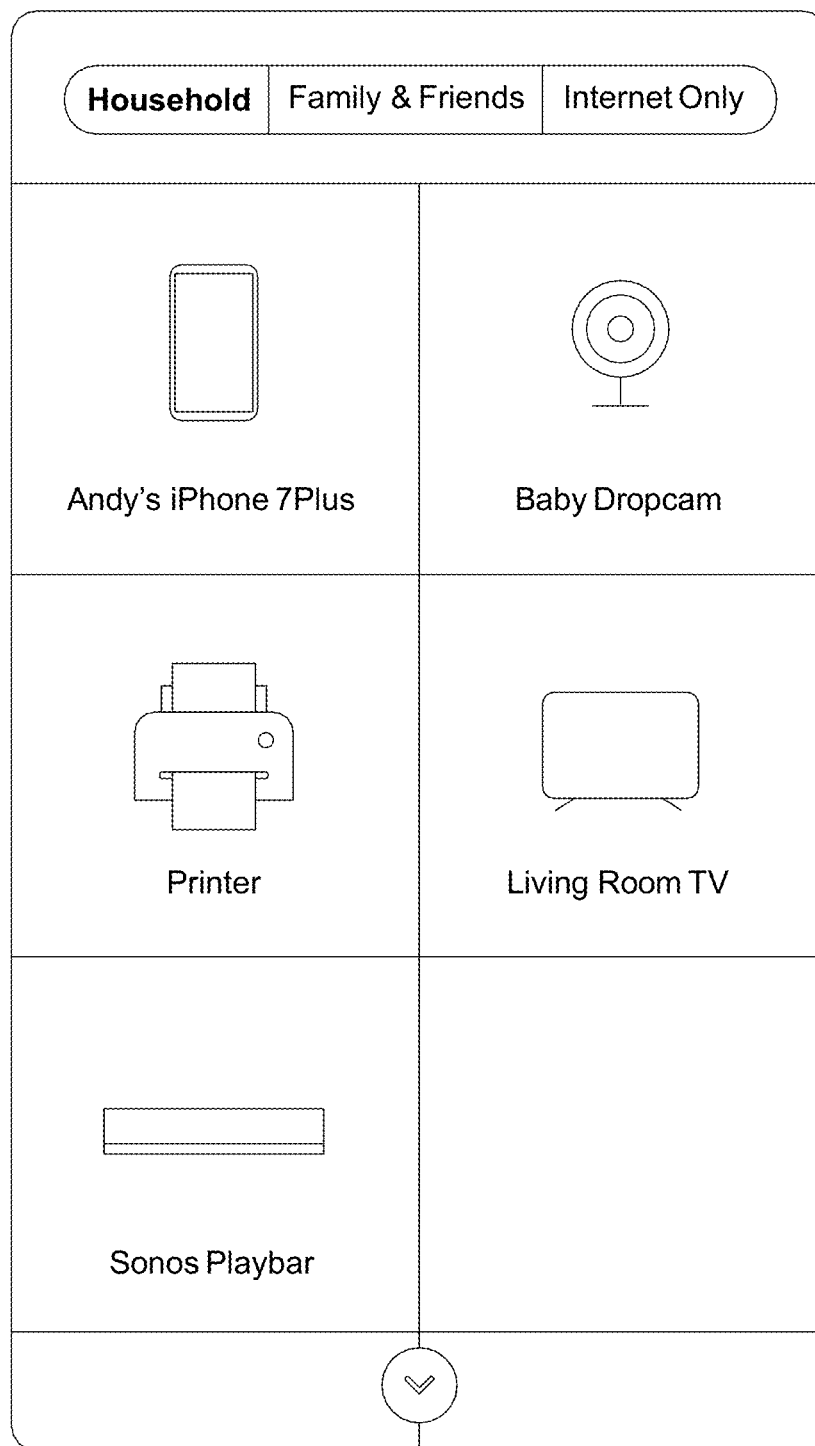 Household Family & Friends Internet Only
Andy's iPhone 7Plus Baby Dropcam
Printer Living Room TV
Sonos Playbar